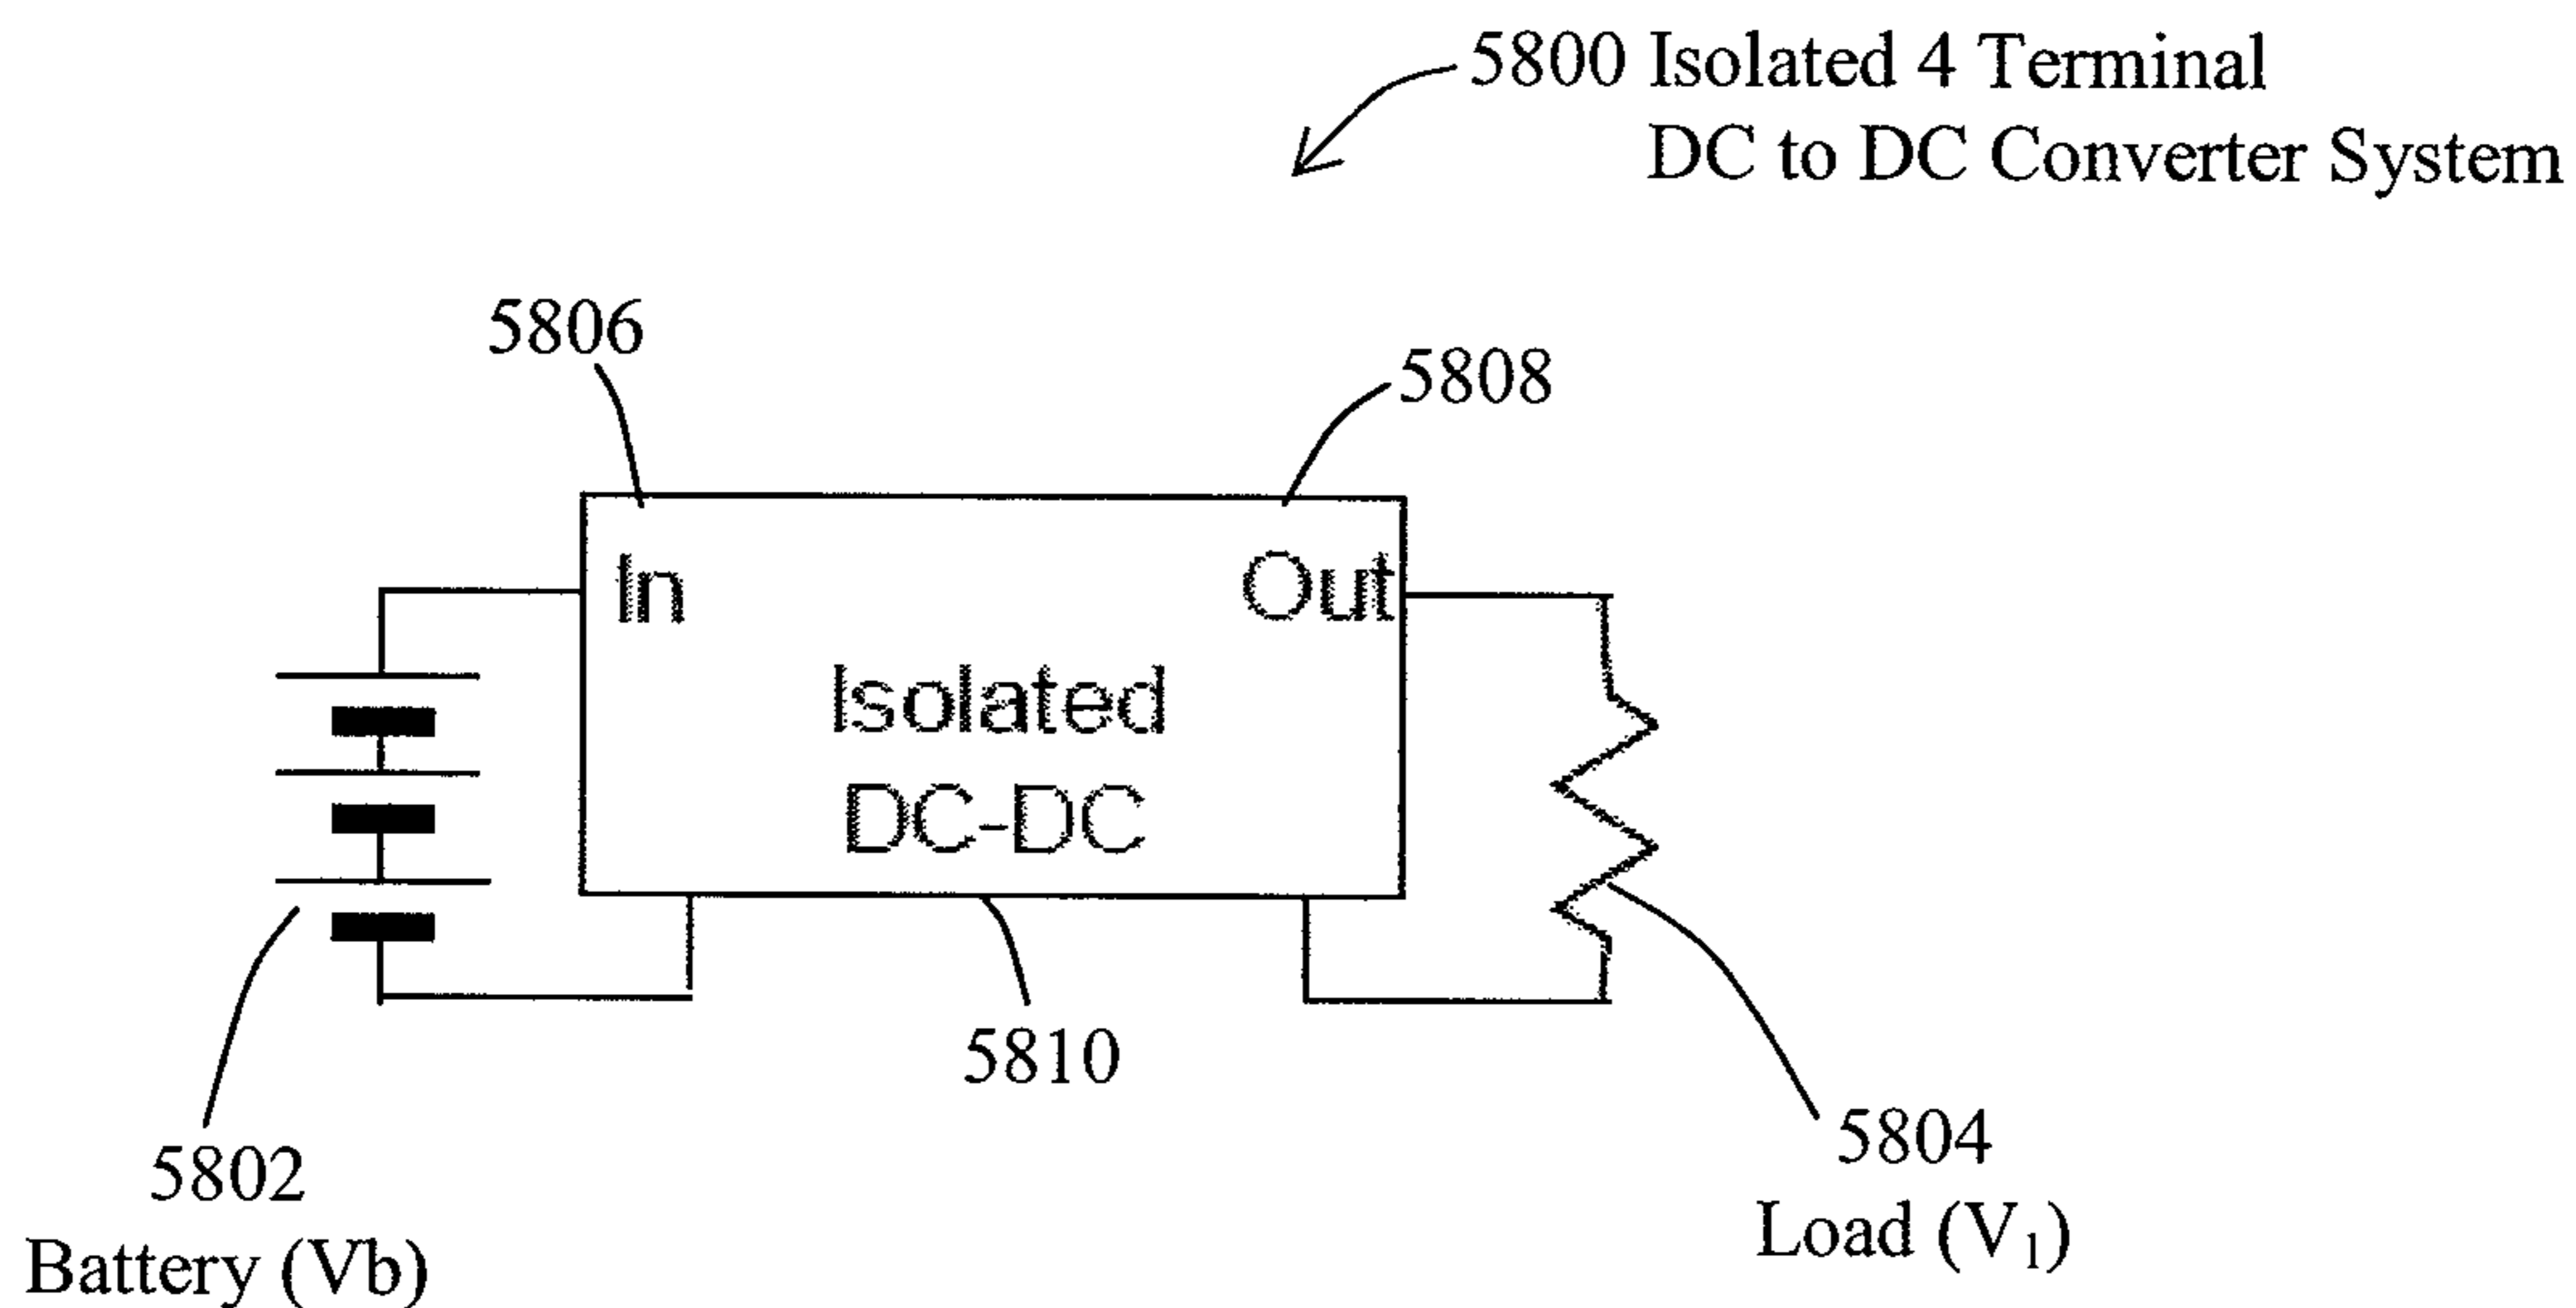 5800 Isolated 4 Terminal
DC to DC Converter System
5806
5808
In
Out
Isolated
DC-DC
5810
5802
Battery (Vb)
5804
Load (V₁)